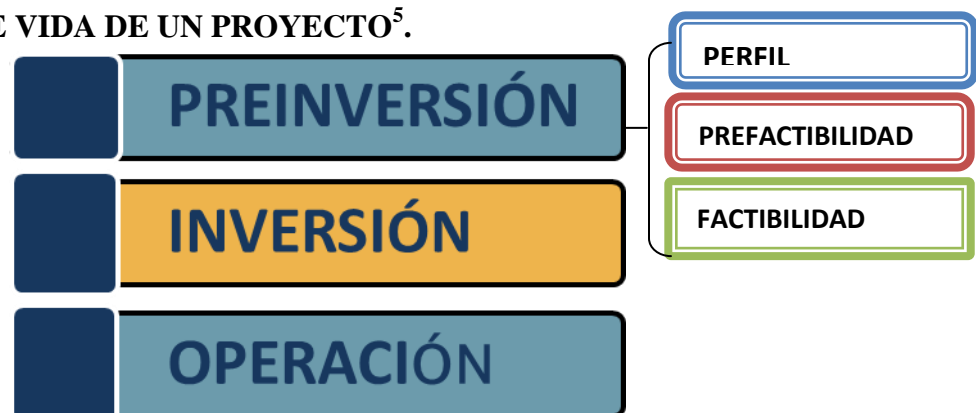 E VIDA DE UN PROYECTO⁵.
PREINVERSIÓN
INVERSIÓN
OPERACIÓN
PERFIL
PREFACTIBILIDAD
FACTIBILIDAD